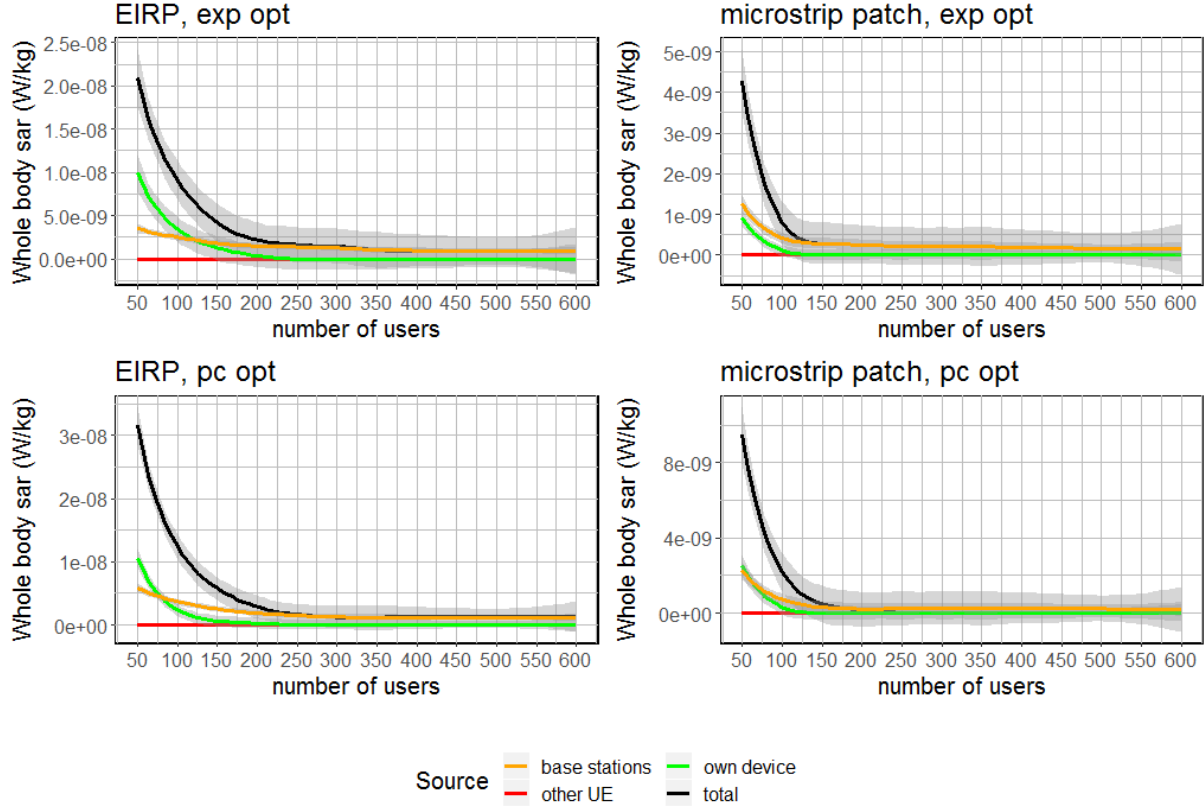 EIRP, exp opt
Whole body sar (W/kg)
2.5e-08
2.0e-08
1.5e-08
1.0e-08
5.0e-09
0.0e+00
50 100 150 200 250 300 350 400 450 500 550 600
number of users
microstrip patch, exp opt
Whole body sar (W/kg)
5e-09
4e-09
3e-09
2e-09
1e-09
0e+00
50 100 150 200 250 300 350 400 450 500 550 600
number of users
EIRP, pc opt
Whole body sar (W/kg)
3e-08
2e-08
1e-08
0e+00
50 100 150 200 250 300 350 400 450 500 550 600
number of users
microstrip patch, pc opt
Whole body sar (W/kg)
8e-09
4e-09
0e+00
50 100 150 200 250 300 350 400 450 500 550 600
number of users
Source
base stations
own device
other UE
total